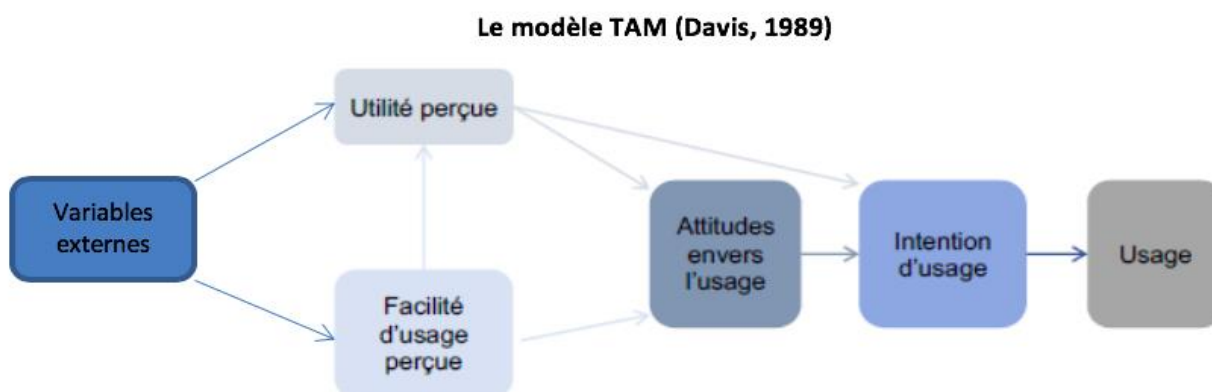 Le modèle TAM (Davis, 1989)
Utilité perçue
Variables
externes
Facilité
d'usage
perçue
Attitudes
envers
l'usage
Intention
d'usage
Usage